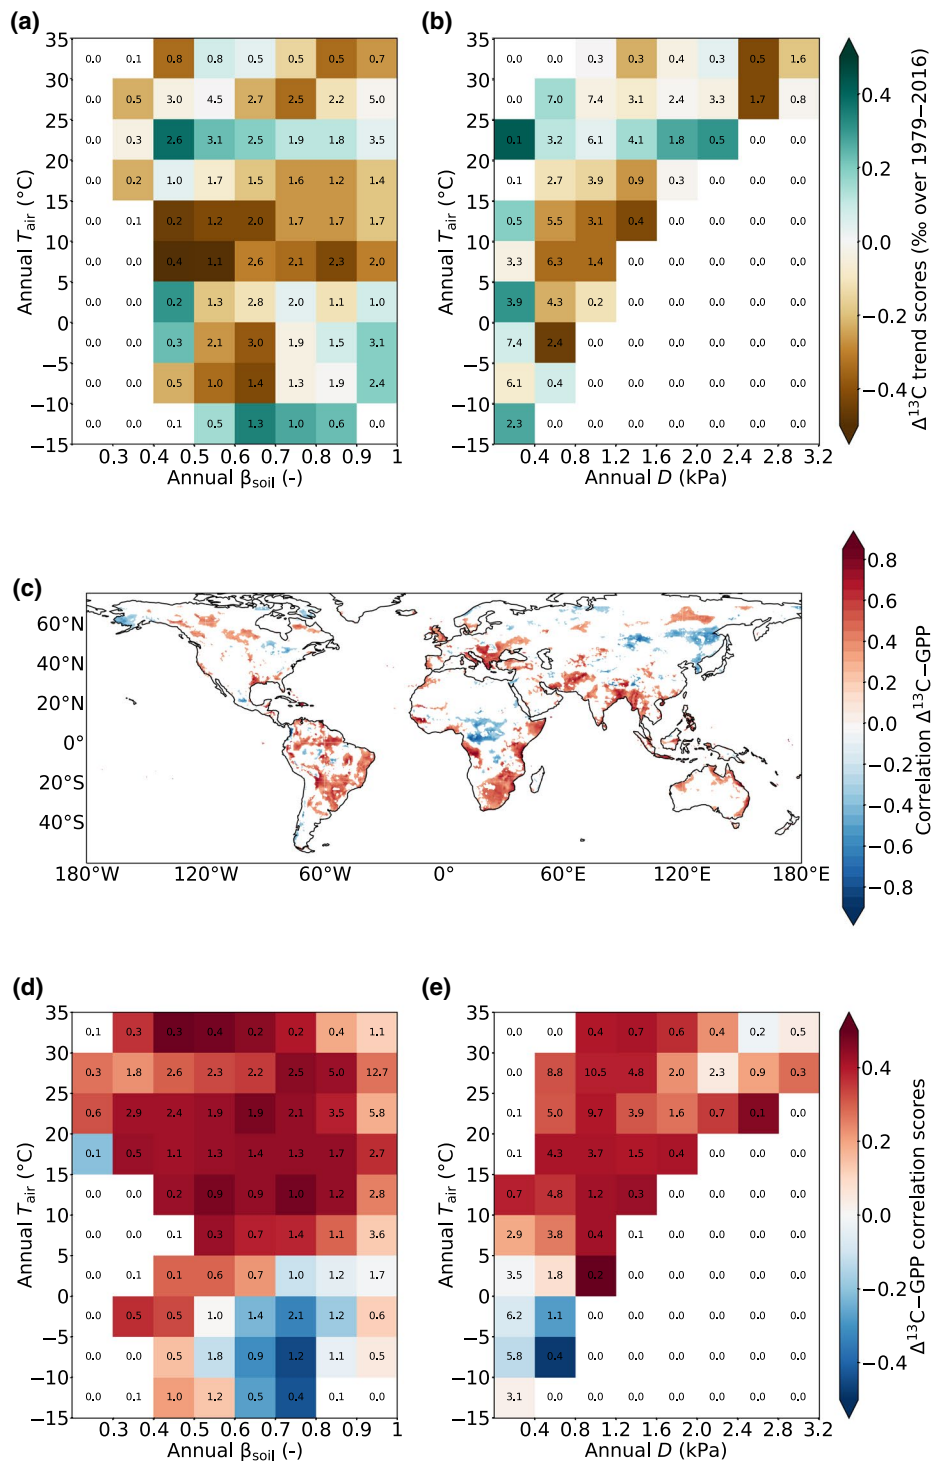 (a)
Annual T_air (°C)
35
0.0 0.1 0.8 0.8 0.5 0.5 0.5 0.7
30
0.0 0.5 3.0 4.5 2.7 2.5 2.2 5.0
25
0.0 0.3 2.6 3.1 2.5 1.9 1.8 3.5
20
0.0 0.2 1.0 1.7 1.5 1.6 1.2 1.4
15
0.0 0.1 0.2 1.2 2.0 1.7 1.7 1.7
10
0.0 0.0 0.4 1.1 2.6 2.1 2.3 2.0
5
0.0 0.0 0.2 1.3 2.8 2.0 1.1 1.0
0
0.0 0.0 0.3 2.1 3.0 1.9 1.5 3.1
−5
0.0 0.0 0.5 1.0 1.4 1.3 1.9 2.4
−10
0.0 0.0 0.1 0.5 1.3 1.0 0.6 0.0
−15
0.3 0.4 0.5 0.6 0.7 0.8 0.9 1
Annual β_soil (-)
(b)
Annual T_air (°C)
35
0.0 0.0 0.3 0.3 0.4 0.3 0.5 1.6
30
0.0 7.0 7.4 3.1 2.4 3.3 1.7 0.8
25
0.1 3.2 6.1 4.1 1.8 0.5 0.0 0.0
20
0.1 2.7 3.9 0.9 0.3 0.0 0.0 0.0
15
0.5 5.5 3.1 0.4 0.0 0.0 0.0 0.0
10
3.3 6.3 1.4 0.0 0.0 0.0 0.0 0.0
5
3.9 4.3 0.2 0.0 0.0 0.0 0.0 0.0
0
7.4 2.4 0.0 0.0 0.0 0.0 0.0 0.0
−5
6.1 0.4 0.0 0.0 0.0 0.0 0.0 0.0
−10
2.3 0.0 0.0 0.0 0.0 0.0 0.0 0.0
−15
0.4 0.8 1.2 1.6 2.0 2.4 2.8 3.2
Annual D (kPa)
0.4
0.2
0.0
−0.2
−0.4
Δ¹³C trend scores (‰ over 1979−2016)
(c)
60°N
40°N
20°N
0°
20°S
40°S
180°W 120°W 60°W 0° 60°E 120°E 180°E
0.8
0.6
0.4
0.2
0.0
−0.2
−0.4
−0.6
−0.8
Correlation Δ¹³C−GPP
(d)
Annual T_air (°C)
35
0.1 0.3 0.3 0.4 0.2 0.2 0.4 1.1
30
0.3 1.8 2.6 2.3 2.2 2.5 5.0 12.7
25
0.6 2.9 2.4 1.9 1.9 2.1 3.5 5.8
20
0.1 0.5 1.1 1.3 1.4 1.3 1.7 2.7
15
0.0 0.0 0.2 0.9 0.9 1.0 1.2 2.8
10
0.0 0.0 0.1 0.3 0.7 1.4 1.1 3.6
5
0.0 0.1 0.1 0.6 0.7 1.0 1.2 1.7
0
0.0 0.5 0.5 1.0 1.4 2.1 1.2 0.6
−5
0.0 0.0 0.5 1.8 0.9 1.2 1.1 0.5
−10
0.0 0.1 1.0 1.2 0.5 0.4 0.1 0.0
−15
0.3 0.4 0.5 0.6 0.7 0.8 0.9 1
Annual β_soil (-)
(e)
Annual T_air (°C)
35
0.0 0.0 0.4 0.7 0.6 0.4 0.2 0.5
30
0.0 8.8 10.5 4.8 2.0 2.3 0.9 0.3
25
0.1 5.0 9.7 3.9 1.6 0.7 0.1 0.0
20
0.1 4.3 3.7 1.5 0.4 0.0 0.0 0.0
15
0.7 4.8 1.2 0.3 0.0 0.0 0.0 0.0
10
2.9 3.8 0.4 0.1 0.0 0.0 0.0 0.0
5
3.5 1.8 0.2 0.0 0.0 0.0 0.0 0.0
0
6.2 1.1 0.0 0.0 0.0 0.0 0.0 0.0
−5
5.8 0.4 0.0 0.0 0.0 0.0 0.0 0.0
−10
3.1 0.0 0.0 0.0 0.0 0.0 0.0 0.0
−15
0.4 0.8 1.2 1.6 2.0 2.4 2.8 3.2
Annual D (kPa)
0.4
0.2
0.0
−0.2
−0.4
Δ¹³C−GPP correlation scores